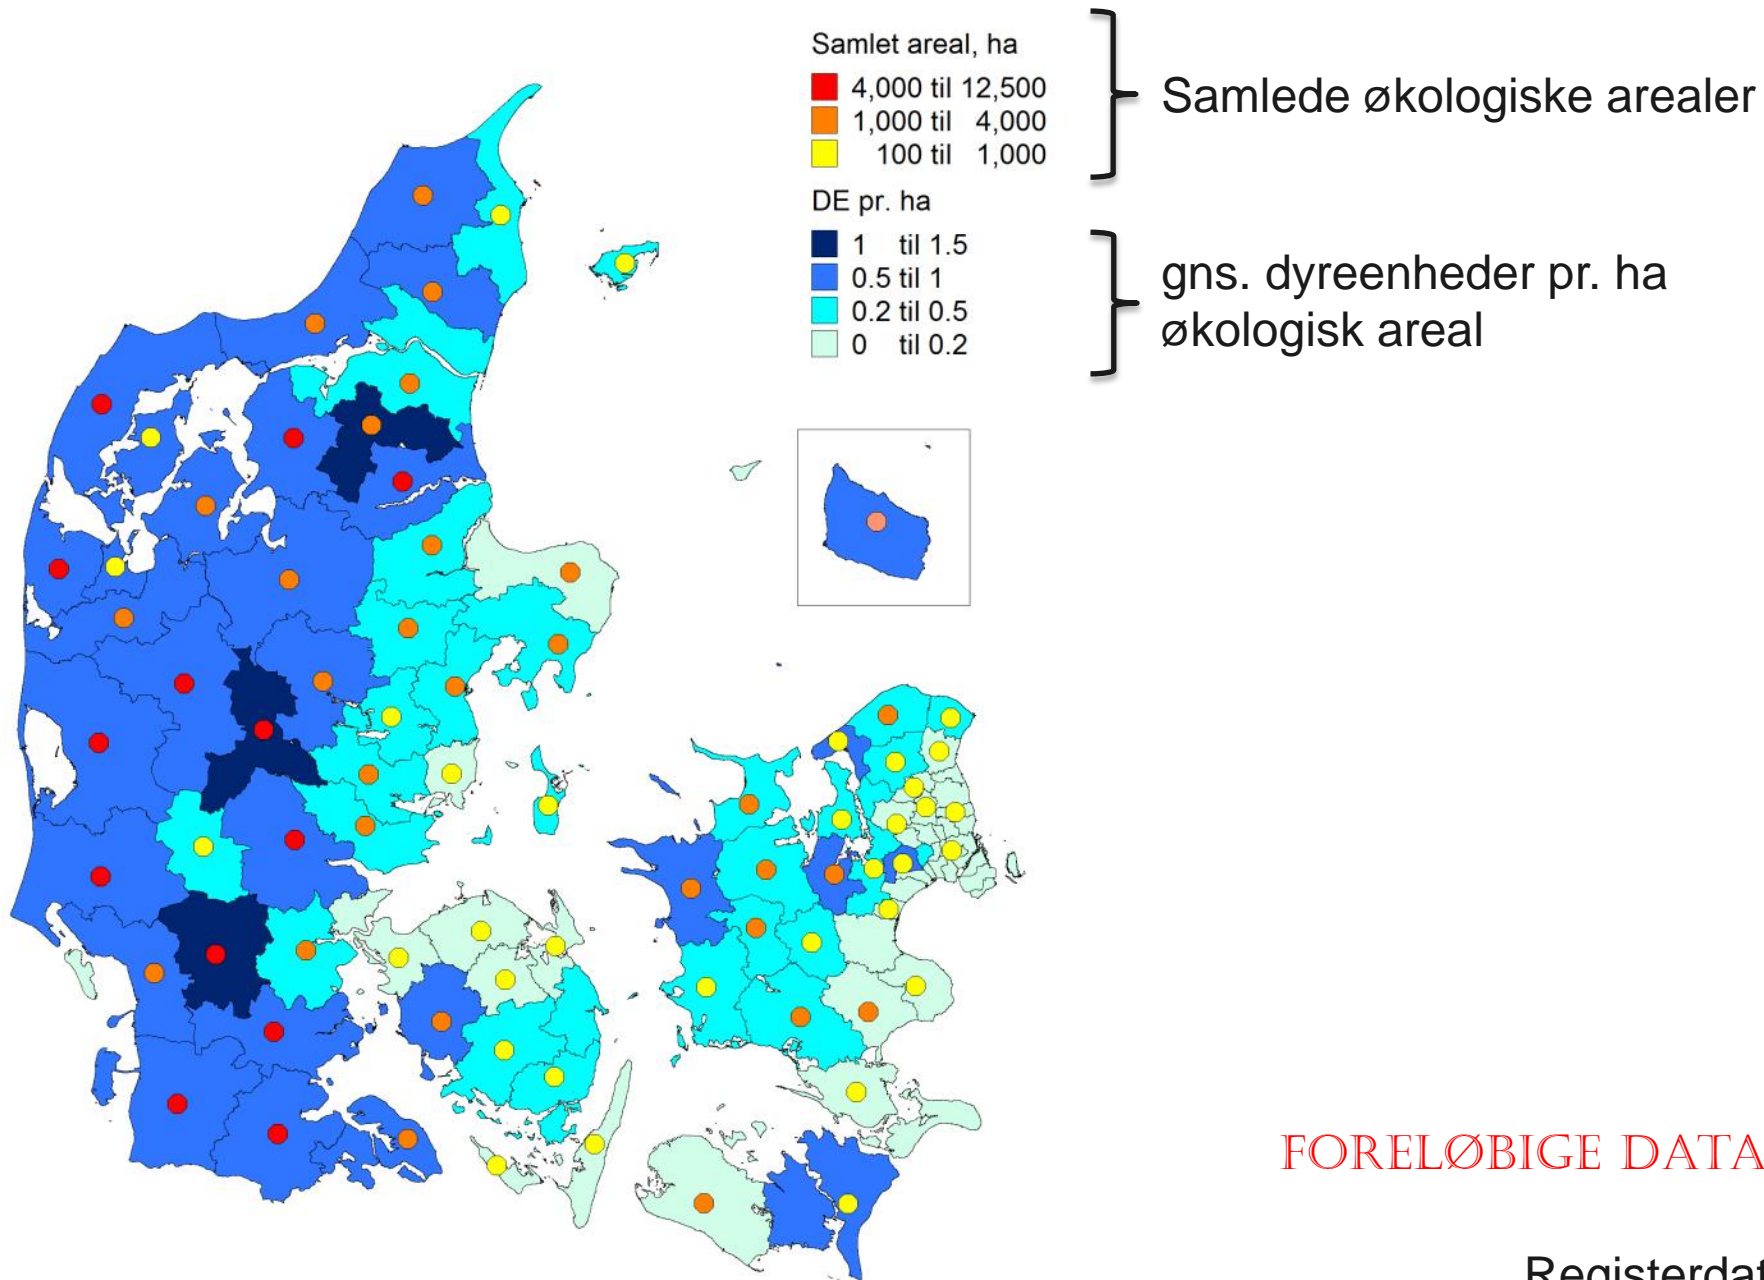 Samlet areal, ha
4,000 til 12,500
1,000 til 4,000
100 til 1,000
Samlede økologiske arealer
DE pr. ha
1 til 1.5
0.5 til 1
0.2 til 0.5
0 til 0.2
gns. dyreenheder pr. ha
økologisk areal
FORELØBIGE DATA